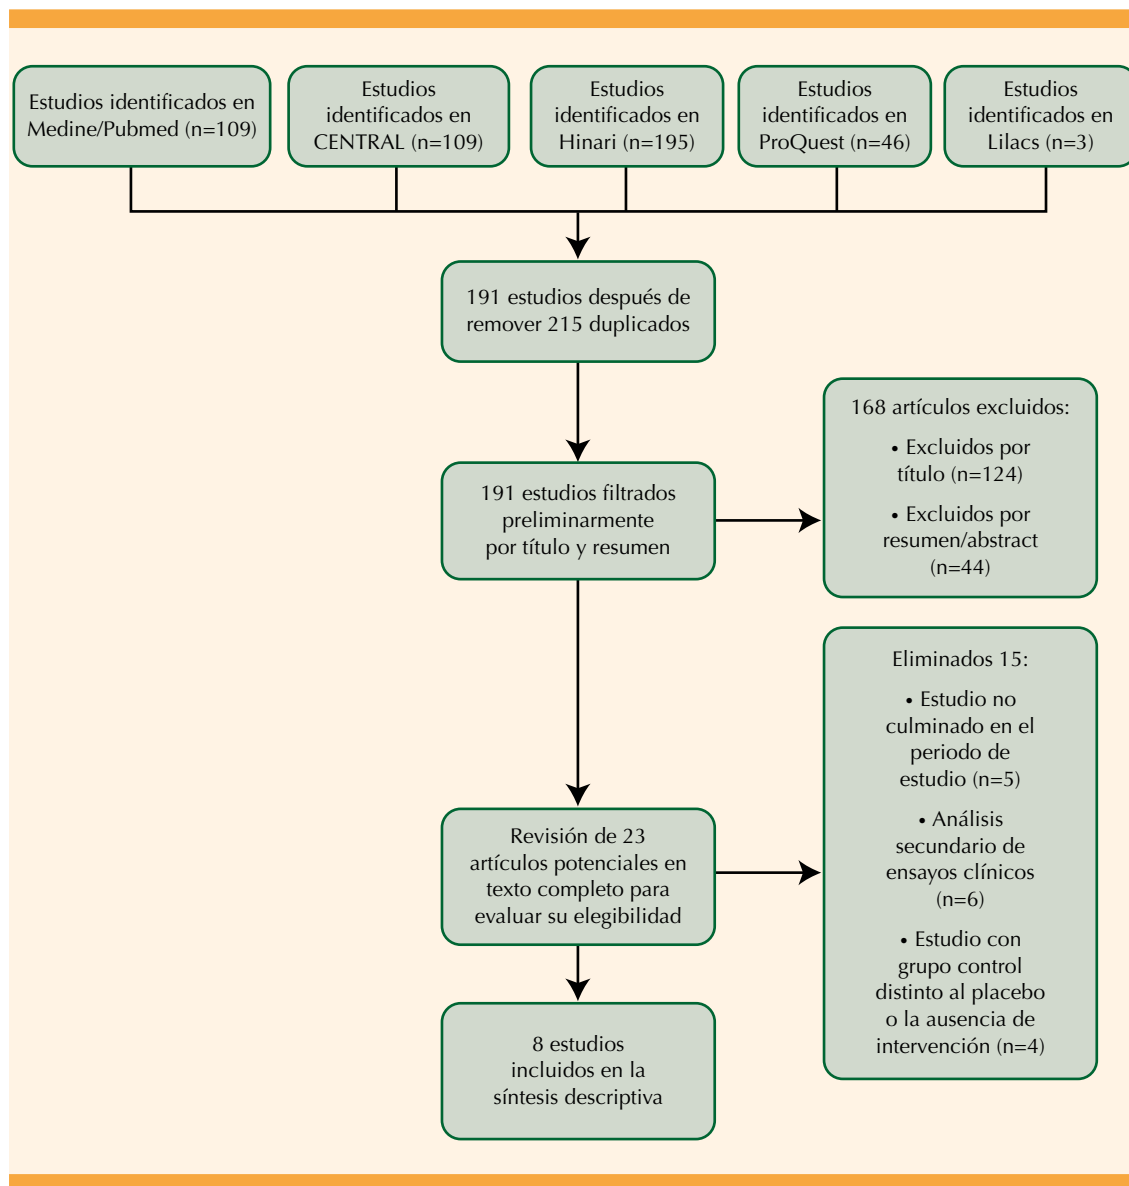 Estudios identificados en
Medine/Pubmed (n=109)
Estudios
identificados en
CENTRAL (n=109)
Estudios
identificados en
Hinari (n=195)
Estudios
identificados en
ProQuest (n=46)
Estudios
identificados en
Lilacs (n=3)
191 estudios después de
remover 215 duplicados
191 estudios filtrados
preliminarmente
por título y resumen
168 artículos excluidos:
• Excluidos por
título (n=124)
• Excluidos por
resumen/abstract
(n=44)
Revisión de 23
artículos potenciales en
texto completo para
evaluar su elegibilidad
Eliminados 15:
• Estudio no
culminado en el
periodo de
estudio (n=5)
• Análisis
secundario de
ensayos clínicos
(n=6)
• Estudio con
grupo control
distinto al placebo
o la ausencia de
intervención (n=4)
8 estudios
incluidos en la
síntesis descriptiva